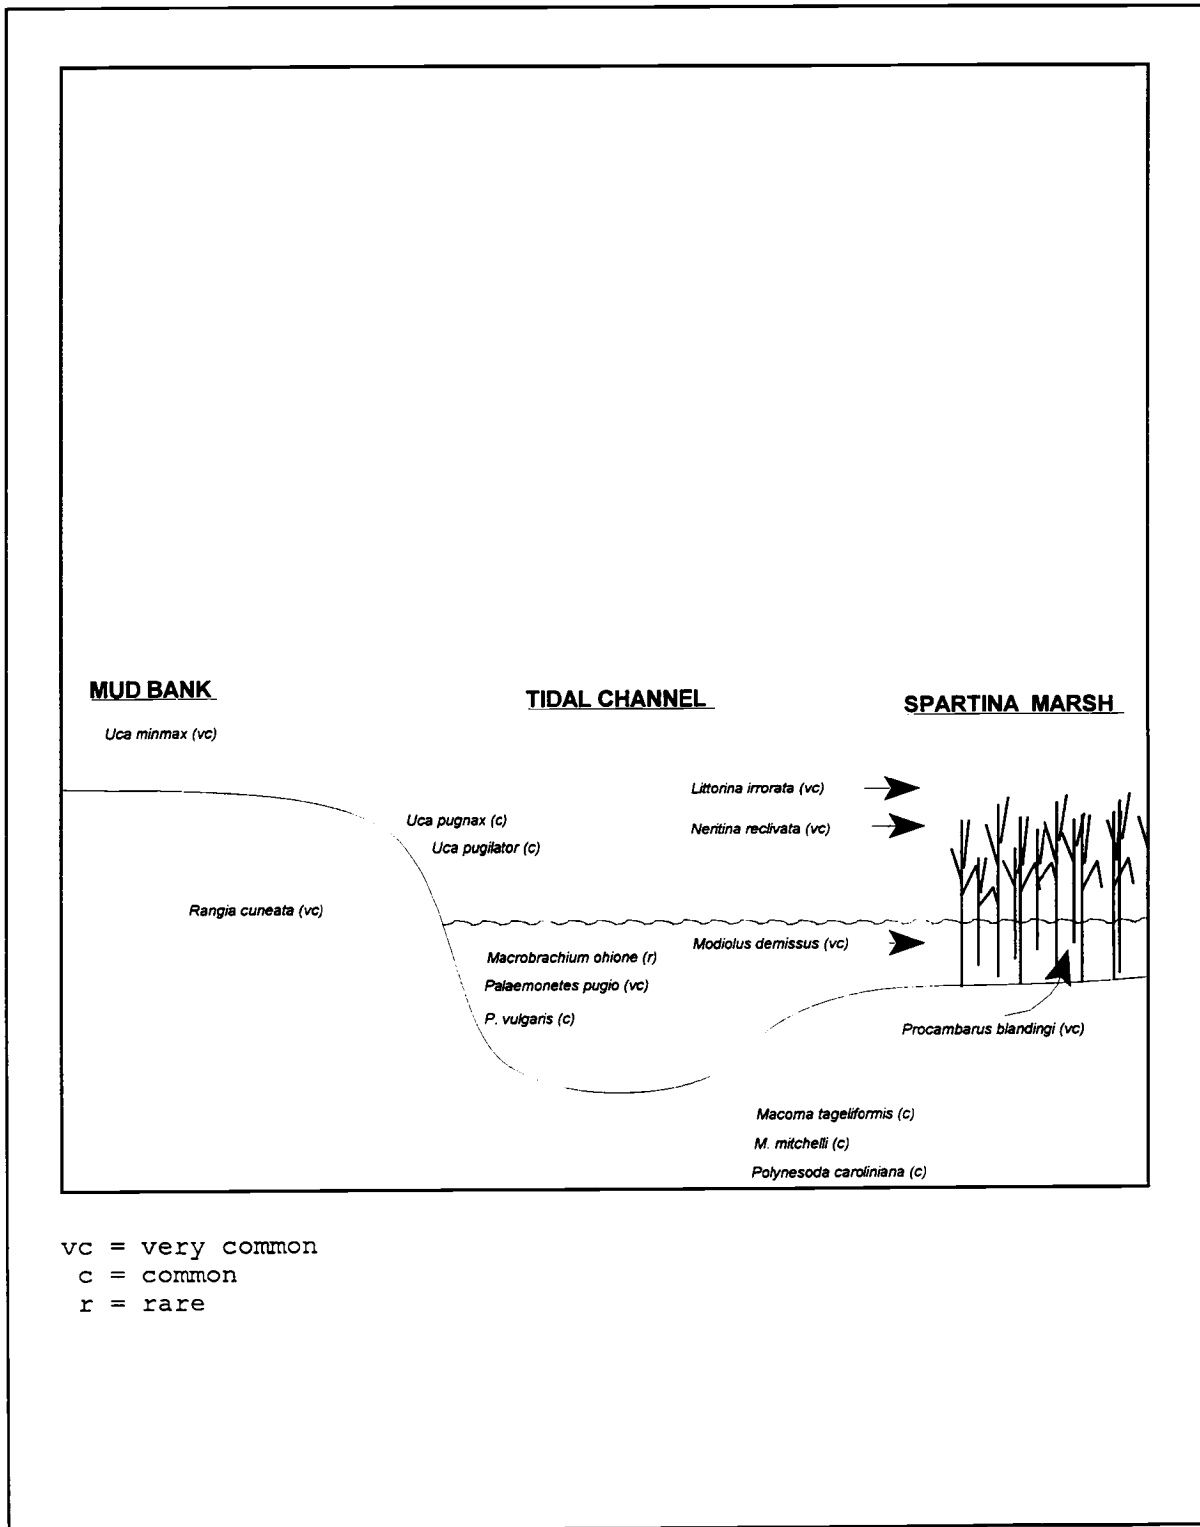 MUD BANK
TIDAL CHANNEL
SPARTINA MARSH
Uca minmax (vc)
Littorina irrorata (vc)
Uca pugnax (c)
Neritina reclivata (vc)
Uca pugilator (c)
Rangia cuneata (vc)
Modiolus demissus (vc)
Macrobrachium ohione (r)
Palaemonetes pugio (vc)
P. vulgaris (c)
Procambarus blandingi (vc)
Macoma tageliformis (c)
M. mitchelli (c)
Polynesoda caroliniana (c)
vc = very common
c = common
r = rare